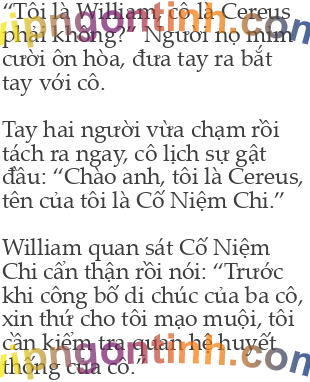 “Tôi là William, cô là Cereus
phải không?” Người nọ mỉm
cười ôn hòa, đưa tay ra bắt
tay với cô.
Tay hai người vừa chạm rồi
tách ra ngay, cô lịch sự gật
đầu: “Chào anh, tôi là Cereus,
tên của tôi là Cố Niệm Chi.”
William quan sát Cố Niệm
Chi cẩn thận rồi nói: “Trước
khi công bố di chúc của ba cô,
xin thứ cho tôi mạo muội, tôi
cần kiểm tra quan hệ huyết
thống của cô.”
vipngontinh.com
vipngontinh.com